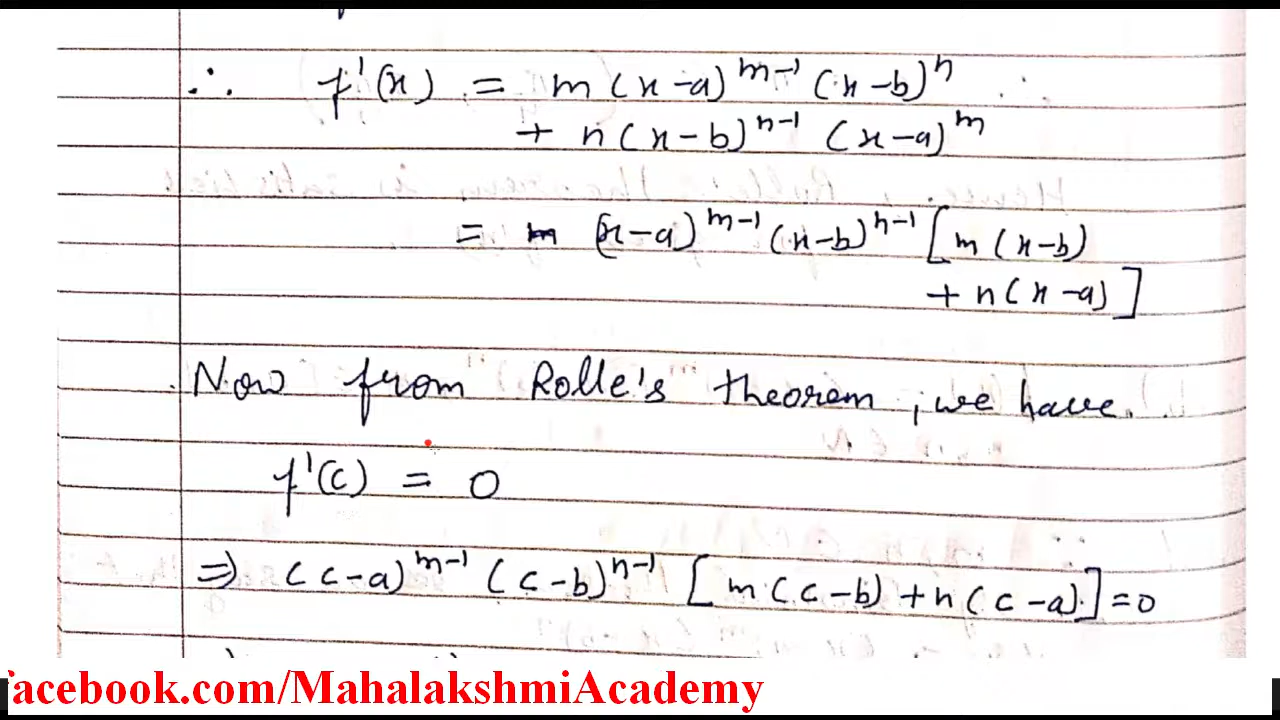 ∴ f'(x) = m (x-a)^{m-1} (x-b)^n
+ n (x-b)^{n-1} (x-a)^m
= (x-a)^{m-1} (x-b)^{n-1} [m (x-b)
+ n (x-a)]
Now from Rolle's theorem, we have.
f'(c) = 0
⇒ (c-a)^{m-1} (c-b)^{n-1} [m (c-b) + n (c-a)] = 0
facebook.com/MahalakshmiAcademy